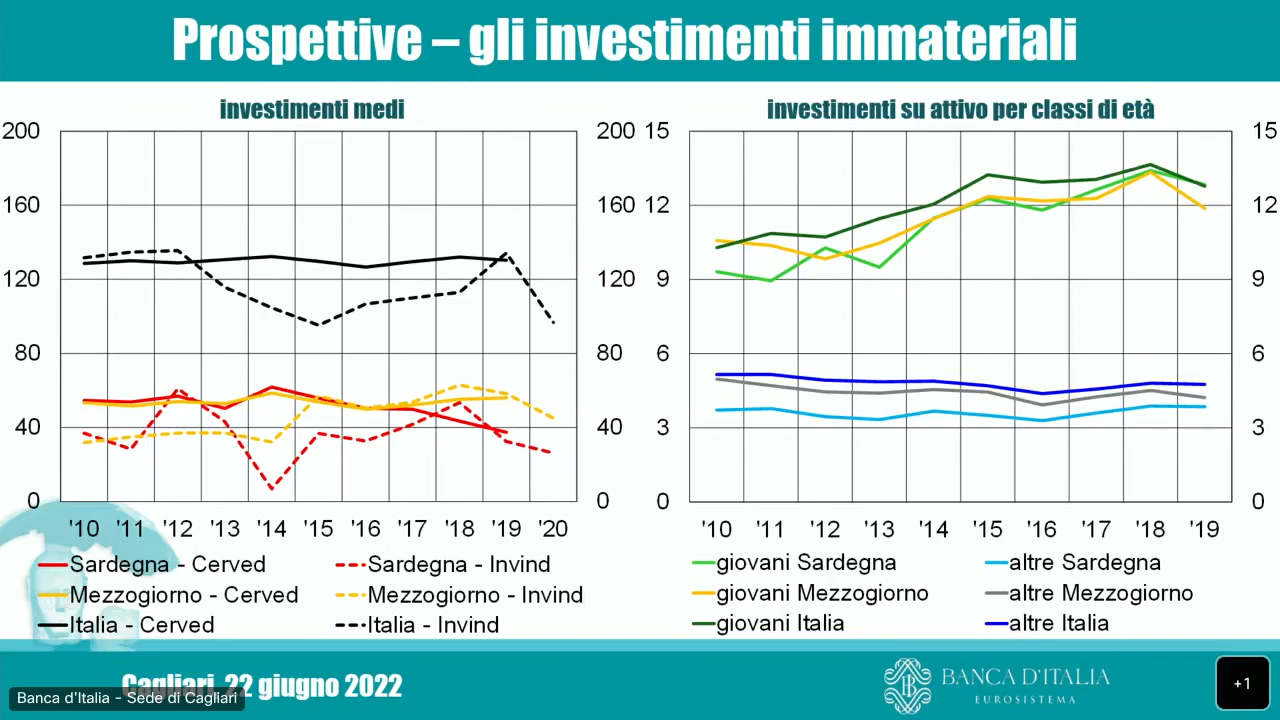 Prospettive – gli investimenti immateriali
investimenti medi
200
160
120
80
40
0
200
160
120
80
40
0
'10 '11 '12 '13 '14 '15 '16 '17 '18 '19 '20
Sardegna - Cerved Sardegna - Invind
Mezzogiorno - Cerved Mezzogiorno - Invind
Italia - Cerved Italia - Invind
investimenti su attivo per classi di età
15
12
9
6
3
0
15
12
9
6
3
0
'10 '11 '12 '13 '14 '15 '16 '17 '18 '19
giovani Sardegna altre Sardegna
giovani Mezzogiorno altre Mezzogiorno
giovani Italia altre Italia
Cagliari, 22 giugno 2022
Banca d'Italia - Sede di Cagliari
BANCA D'ITALIA
EUROSISTEMA
+1